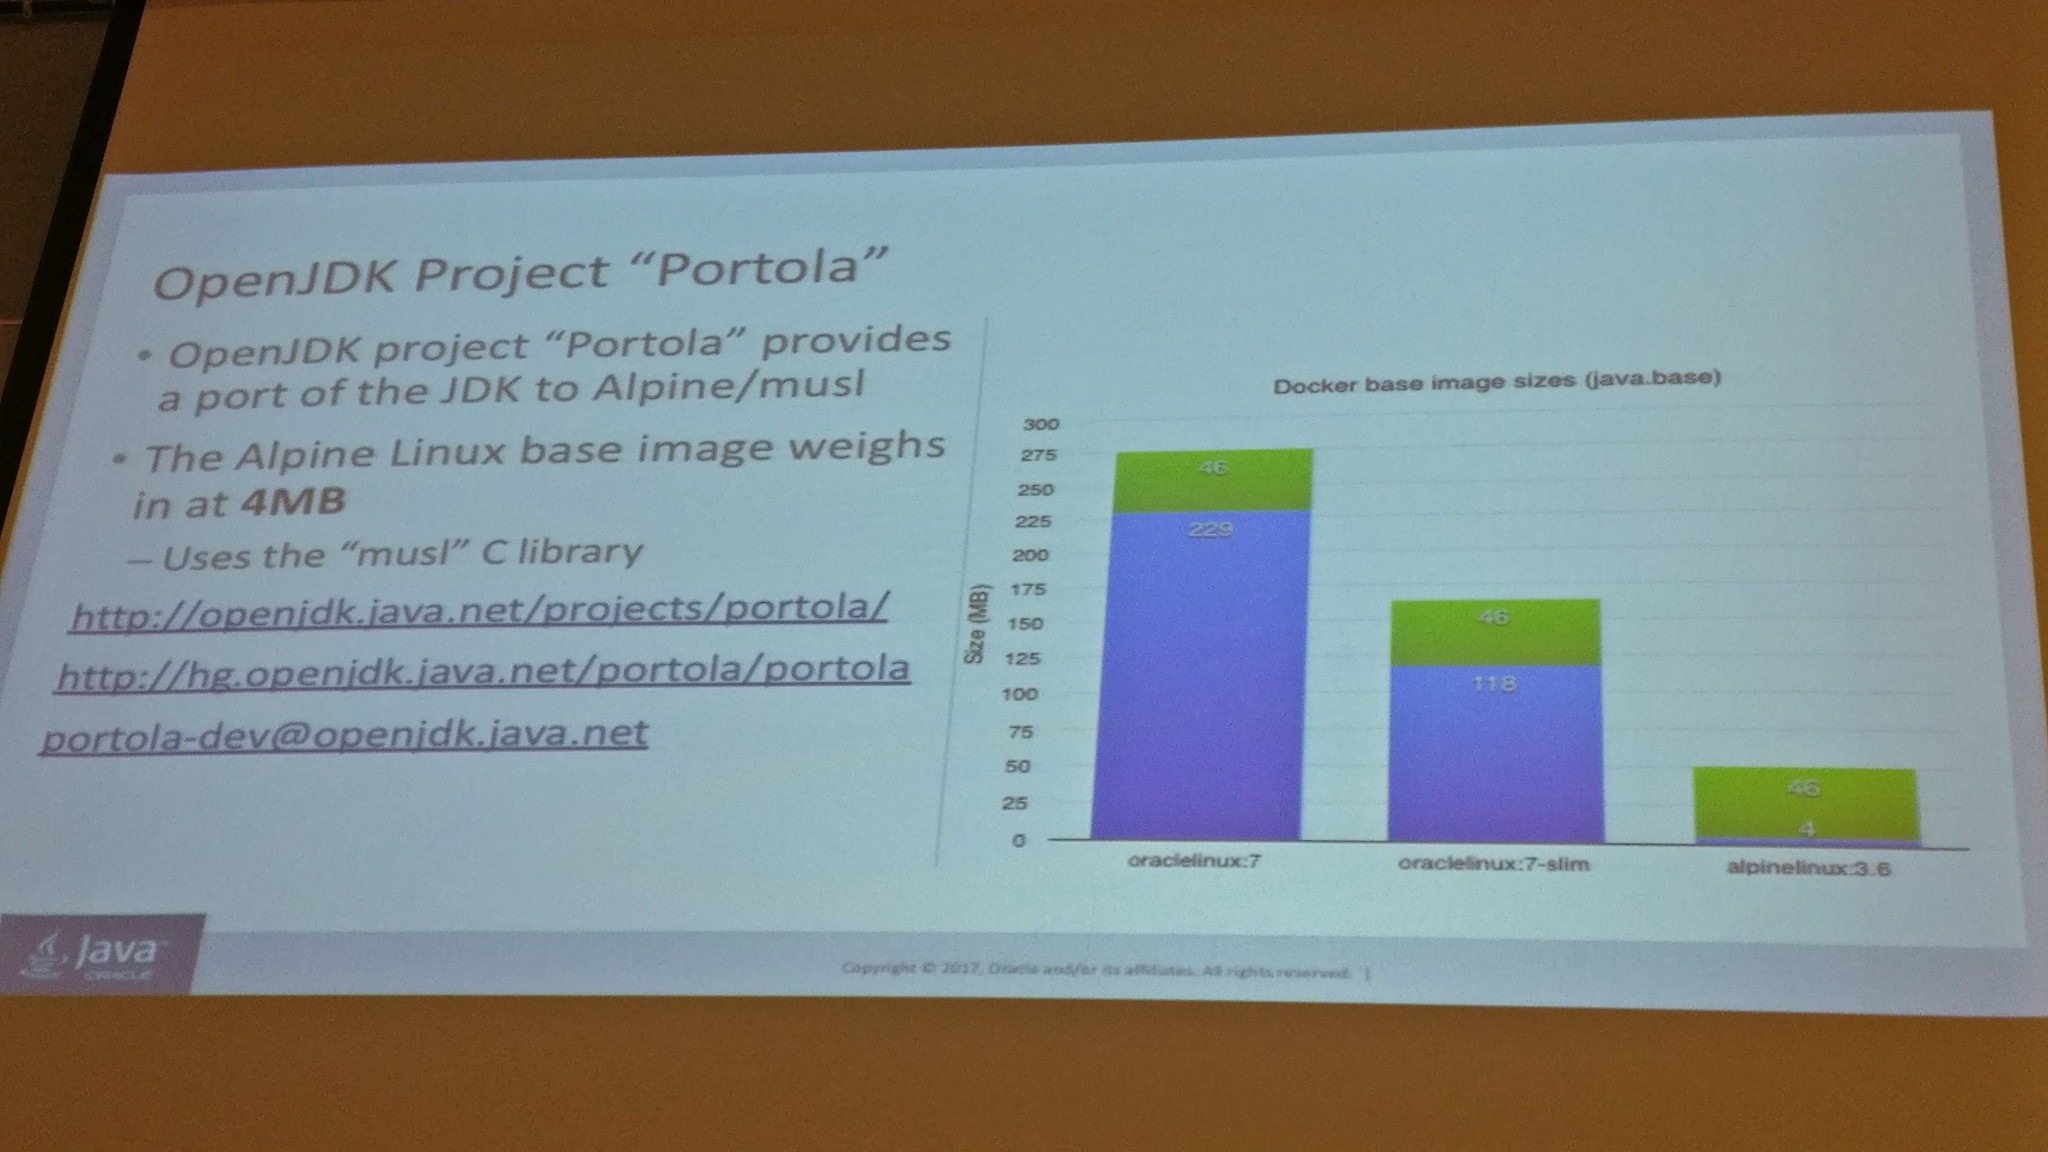 OpenJDK Project “Portola”
• OpenJDK project “Portola” provides
a port of the JDK to Alpine/musl
• The Alpine Linux base image weighs
in at 4MB
– Uses the “musl” C library
http://openjdk.java.net/projects/portola/
http://hg.openjdk.java.net/portola/portola
portola-dev@openjdk.java.net
Docker base image sizes (java.base)
Size (MB)
300
275
250
225
200
175
150
125
100
75
50
25
0
46
229
46
118
46
4
oraclelinux:7
oraclelinux:7-slim
alpinelinux:3.6
Java
ORACLE
Copyright © 2017, Oracle and/or its affiliates. All rights reserved. |